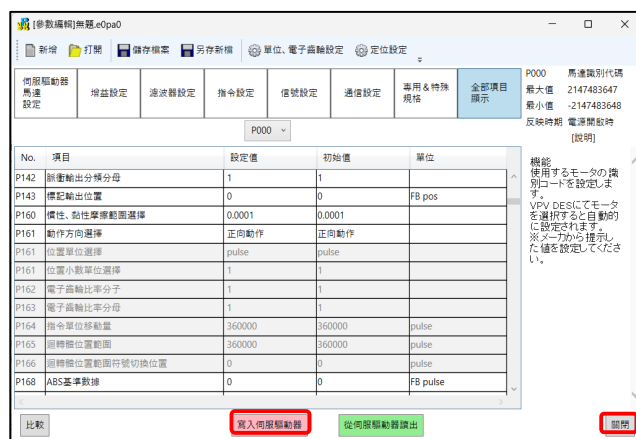 [參數編輯]無題.e0pa0
新增 打開 儲存檔案 另存新檔 單位、電子齒輪設定 定位設定
伺服驅動器 馬達 設定 增益設定 濾波器設定 指令設定 信號設定 通信設定 專用&特殊規格 全部項目顯示
P000
P000 馬達識別代碼
最大值 2147483647
最小值 -2147483648
反映時期 電源開啟時
[說明]
機能
使用するモータの識
別コードを設定しま
す。
VPV DESにてモータ
を選択すると自動的
に設定されます。
※メーカから提示し
た値を設定してくださ
い。
No. 項目 設定值 初始值 單位
P142 脈衝輸出分頻分母 1 1
P143 標記輸出位置 0 0 FB pos
P160 慣性、黏性摩擦範圍選擇 0.0001 0.0001
P161 動作方向選擇 正向動作 正向動作
P161 位置單位選擇 pulse pulse
P161 位置小數單位選擇 1 1
P162 電子齒輪比率分子 1 1
P163 電子齒輪比率分母 1 1
P164 指令單位移動量 360000 360000 pulse
P165 迴轉體位置範圍 360000 360000 pulse
P166 迴轉體位置範圍符號切換位置 0 0 pulse
P168 ABS基準數據 0 0 FB pulse
比較 寫入伺服驅動器 從伺服驅動器讀出 關閉